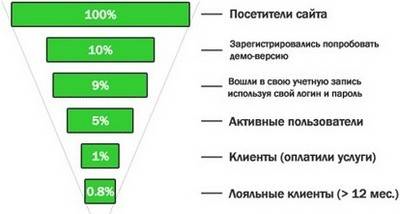 100%
Посетители сайта
10%
Зарегистрировались попробовать
демо-версию
9%
Вошли в свою учетную запись
используя свой логин и пароль
5%
Активные пользователи
1%
Клиенты (оплатили услуги)
0.8%
Лояльные клиенты (> 12 мес.)